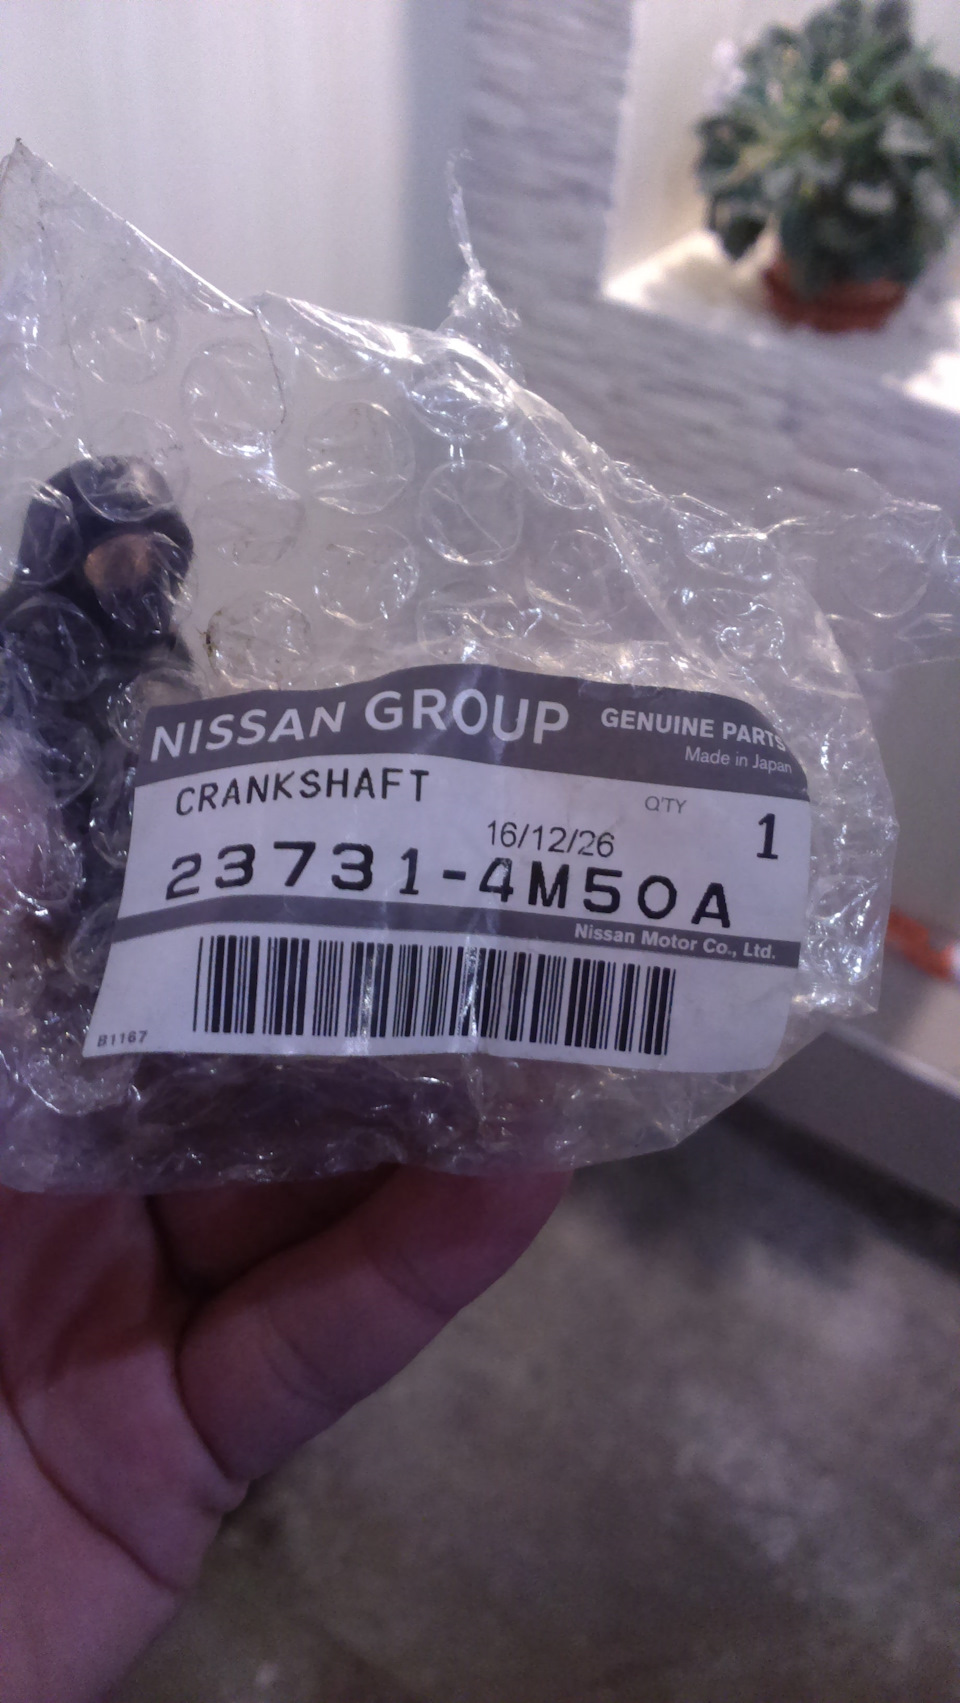 NISSAN GROUP GENUINE PARTS
Made in Japan
CRANKSHAFT Q'TY 1
16/12/26
23731-4M50A
Nissan Motor Co., Ltd.
B1167